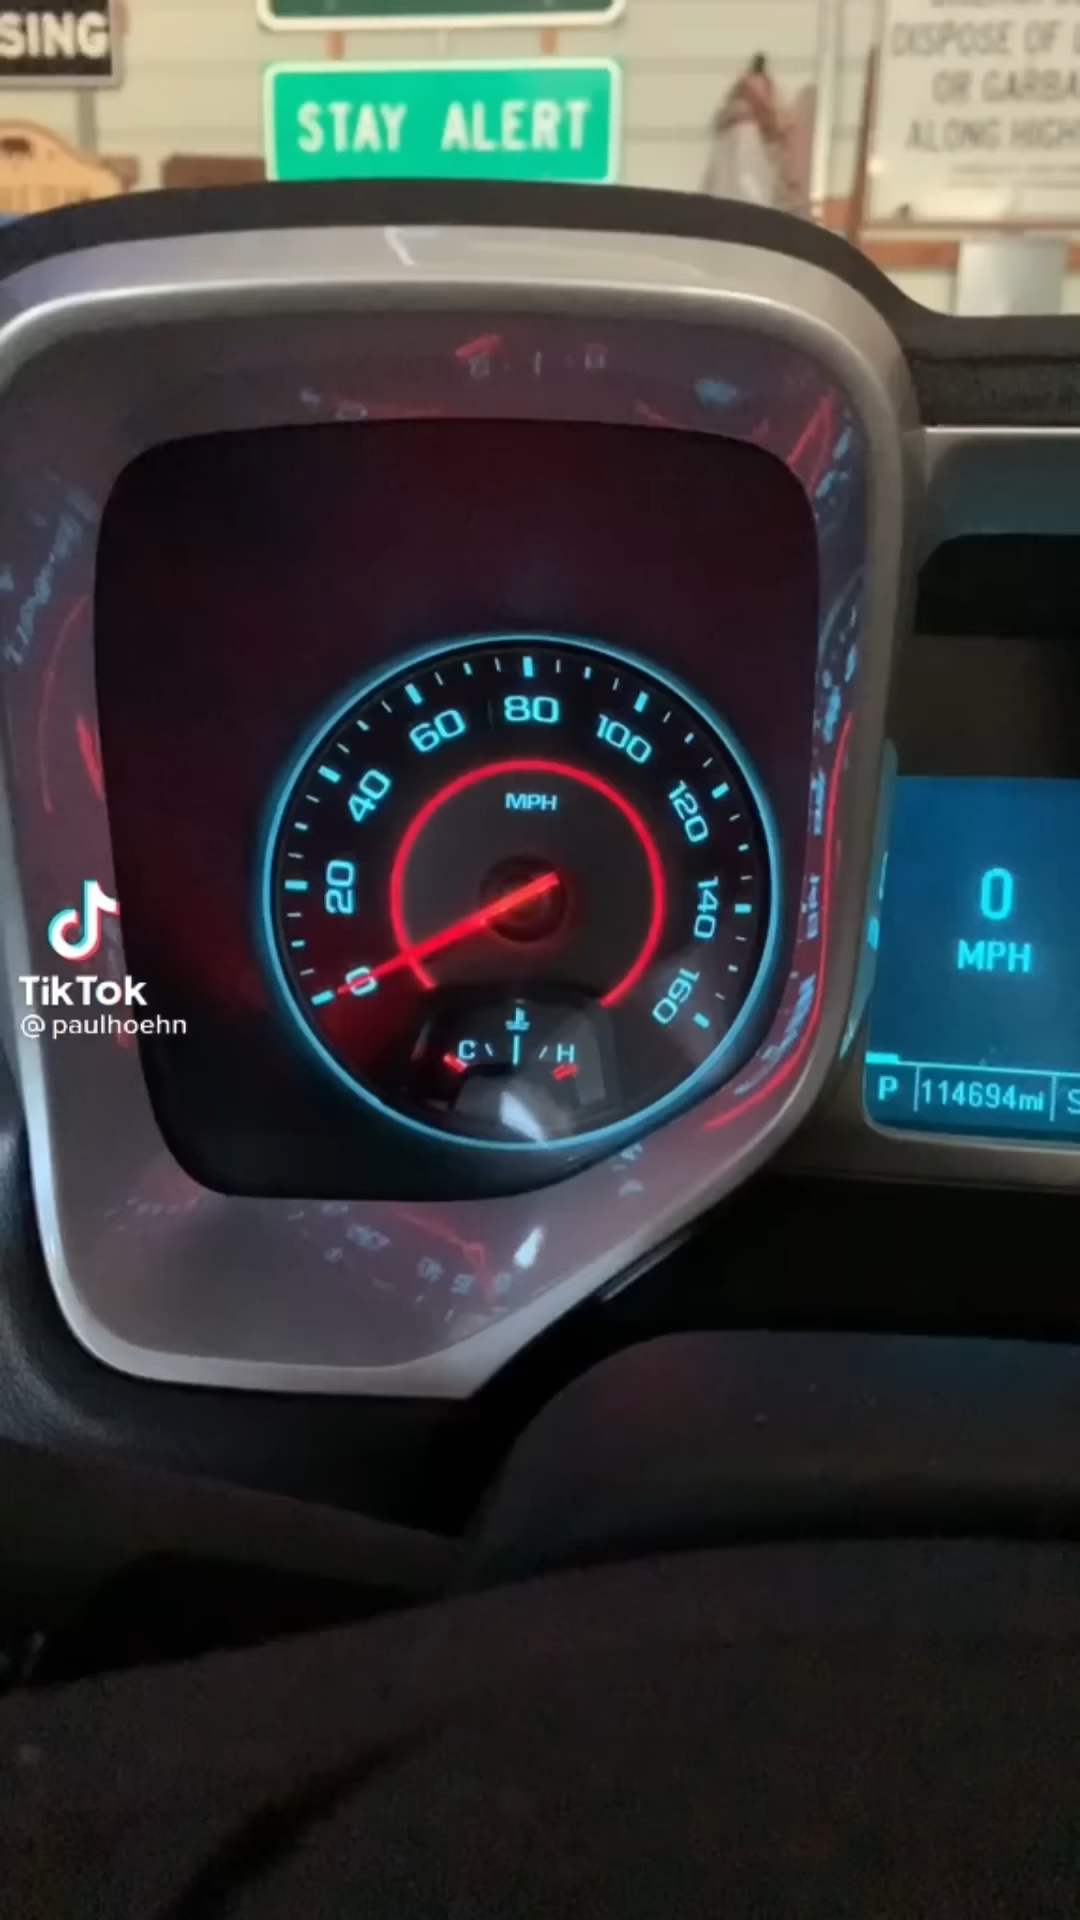 SING
STAY ALERT
DISPOSE OF
OR GARBA
ALONG HIGH
60
80
100
40
120
MPH
20
140
0
160
C
H
0
MPH
P
114694mi
S
TikTok
@paulhoehn